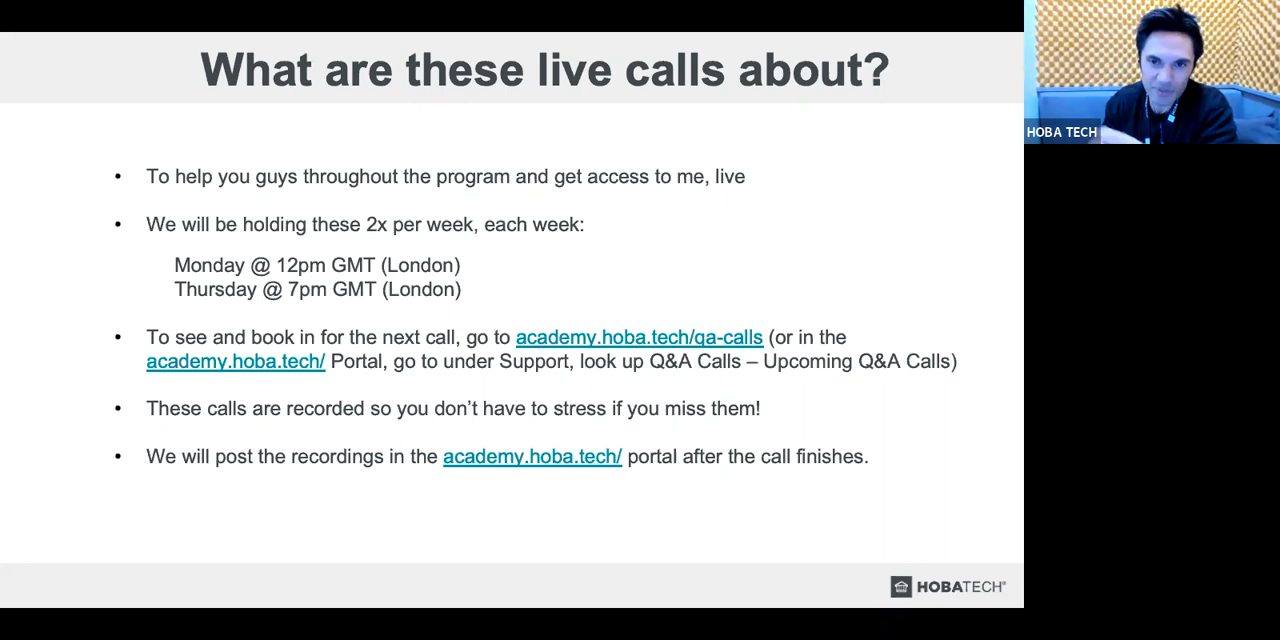 What are these live calls about?
HOBA TECH
• To help you guys throughout the program and get access to me, live
• We will be holding these 2x per week, each week:
Monday @ 12pm GMT (London)
Thursday @ 7pm GMT (London)
• To see and book in for the next call, go to academy.hoba.tech/qa-calls (or in the
academy.hoba.tech/ Portal, go to under Support, look up Q&A Calls – Upcoming Q&A Calls)
• These calls are recorded so you don’t have to stress if you miss them!
• We will post the recordings in the academy.hoba.tech/ portal after the call finishes.
HOBATECH®